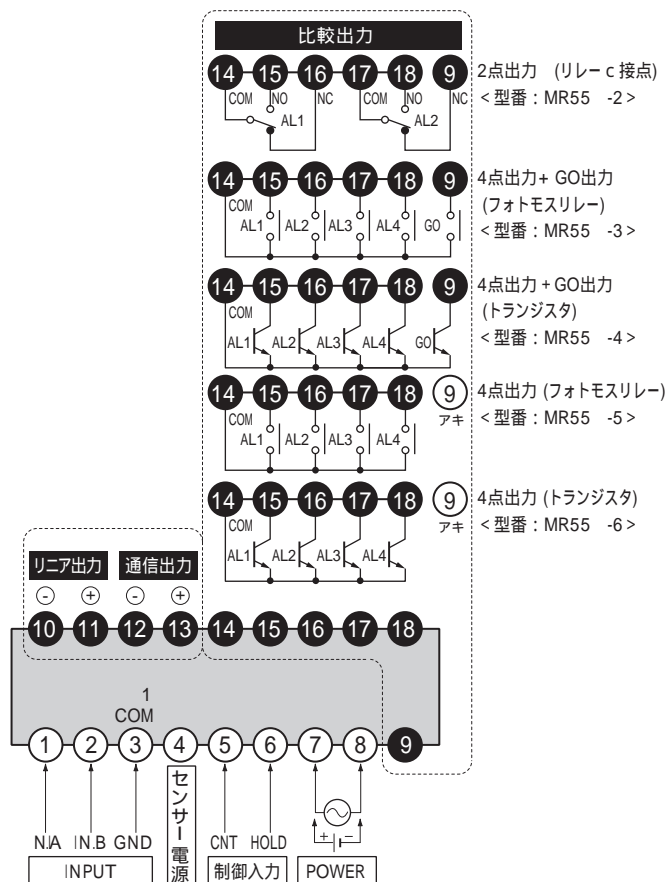 比較出力
14 15 16 17 18 9 2点出力 (リレー c 接点)
COM NO NC COM NO NC <型番:MR55 -2>
AL1 AL2
14 15 16 17 18 9 4点出力+ GO出力
COM (フォトモスリレー)
AL1 AL2 AL3 AL4 GO <型番:MR55 -3>
14 15 16 17 18 9 4点出力+GO出力
COM (トランジスタ)
AL1 AL2 AL3 AL4 GO <型番:MR55 -4>
14 15 16 17 18 9 4点出力 (フォトモスリレー)
COM アキ <型番:MR55 -5>
AL1 AL2 AL3 AL4
14 15 16 17 18 9 4点出力 (トランジスタ)
COM アキ <型番:MR55 -6>
AL1 AL2 AL3 AL4
リニア出力 通信出力
- + - +
10 11 12 13 14 15 16 17 18
1
COM
1 2 3 4 5 6 7 8 9
センサー電源
+ -
N.A IN.B GND CNT HOLD
INPUT 制御入力 POWER